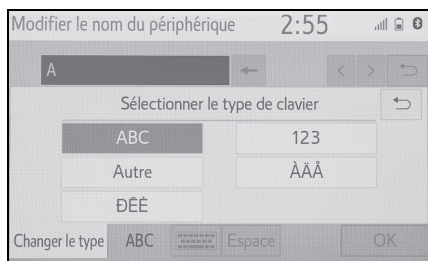 Modifier le nom du périphérique 2:55
A
Sélectionner le type de clavier
ABC 123
Autre ÀÄÅ
ĐĒĖ
Changer le type ABC Espace OK